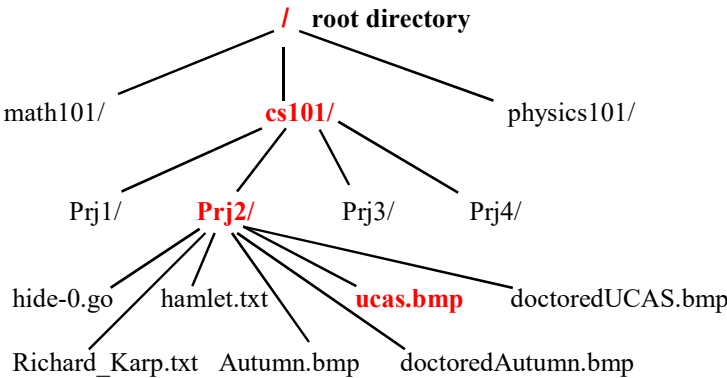 / root directory
math101/ cs101/ physics101/
Prj1/ Prj2/ Prj3/ Prj4/
hide-0.go hamlet.txt ucas.bmp doctoredUCAS.bmp
Richard_Karp.txt Autumn.bmp doctoredAutumn.bmp